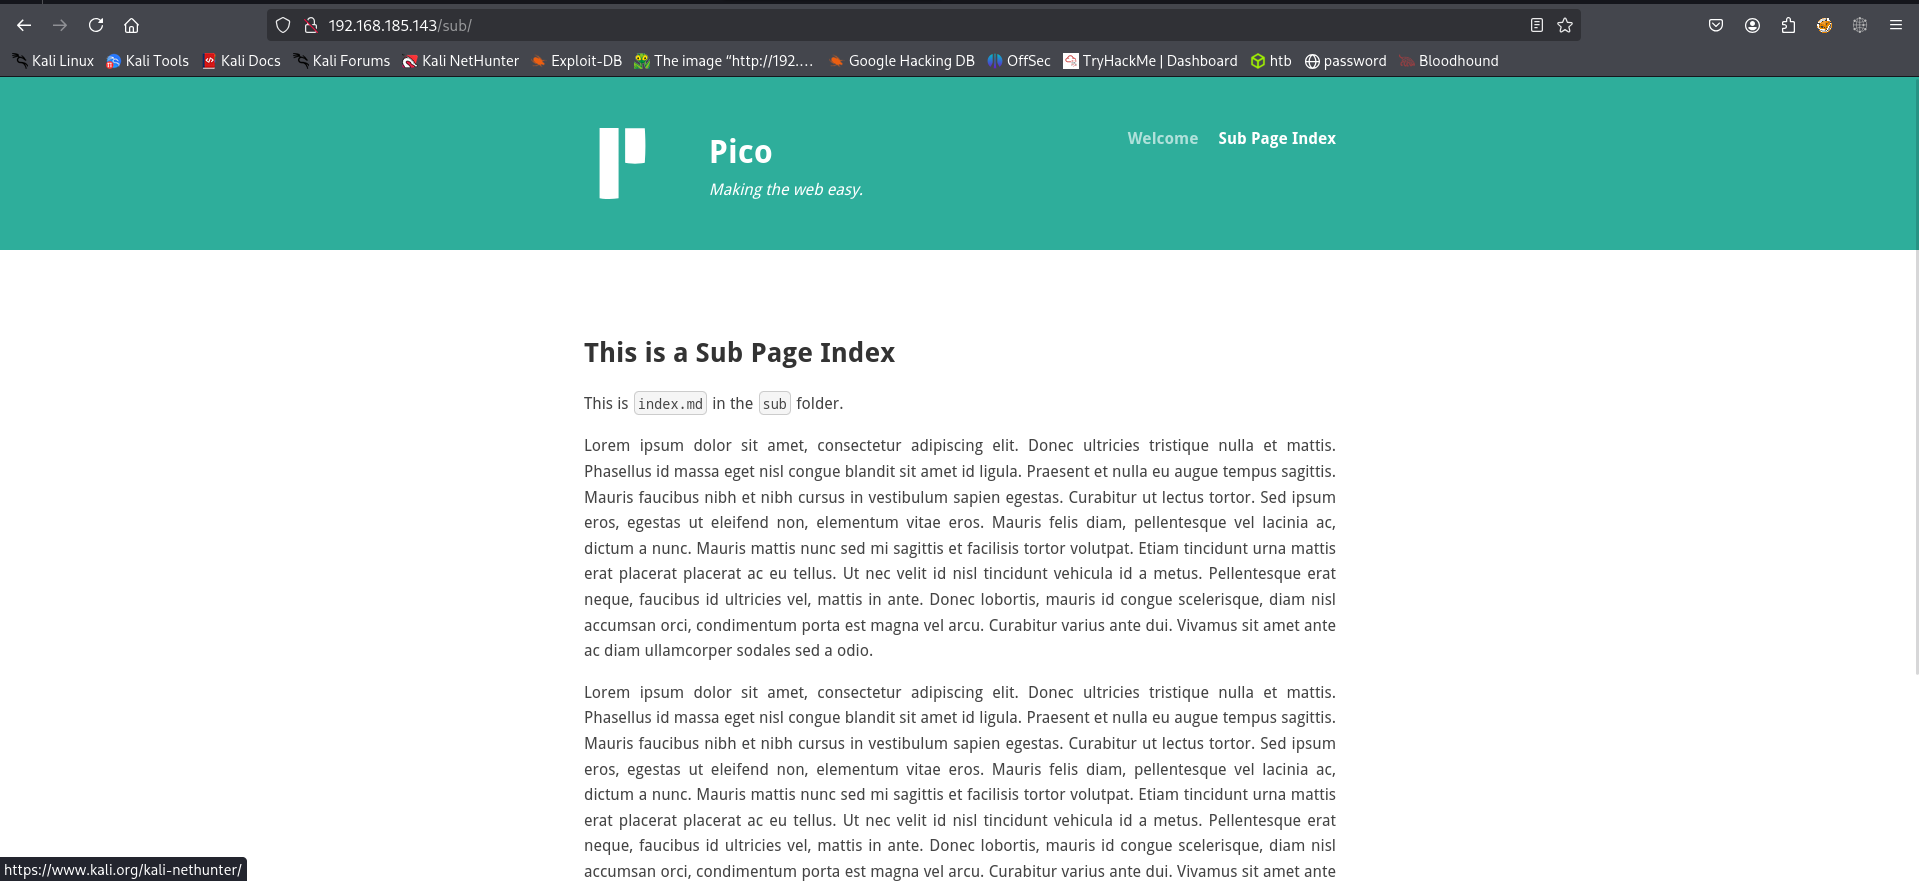 192.168.185.143/sub/
Kali Linux Kali Tools Kali Docs Kali Forums Kali NetHunter Exploit-DB The image “http://192.… Google Hacking DB OffSec TryHackMe | Dashboard htb password Bloodhound
Pico
Making the web easy.
Welcome Sub Page Index
This is a Sub Page Index
This is index.md in the sub folder.
Lorem ipsum dolor sit amet, consectetur adipiscing elit. Donec ultricies tristique nulla et mattis.
Phasellus id massa eget nisl congue blandit sit amet id ligula. Praesent et nulla eu augue tempus sagittis.
Mauris faucibus nibh et nibh cursus in vestibulum sapien egestas. Curabitur ut lectus tortor. Sed ipsum
eros, egestas ut eleifend non, elementum vitae eros. Mauris felis diam, pellentesque vel lacinia ac,
dictum a nunc. Mauris mattis nunc sed mi sagittis et facilisis tortor volutpat. Etiam tincidunt urna mattis
erat placerat placerat ac eu tellus. Ut nec velit id nisl tincidunt vehicula id a metus. Pellentesque erat
neque, faucibus id ultricies vel, mattis in ante. Donec lobortis, mauris id congue scelerisque, diam nisl
accumsan orci, condimentum porta est magna vel arcu. Curabitur varius ante dui. Vivamus sit amet ante
ac diam ullamcorper sodales sed a odio.
Lorem ipsum dolor sit amet, consectetur adipiscing elit. Donec ultricies tristique nulla et mattis.
Phasellus id massa eget nisl congue blandit sit amet id ligula. Praesent et nulla eu augue tempus sagittis.
Mauris faucibus nibh et nibh cursus in vestibulum sapien egestas. Curabitur ut lectus tortor. Sed ipsum
eros, egestas ut eleifend non, elementum vitae eros. Mauris felis diam, pellentesque vel lacinia ac,
dictum a nunc. Mauris mattis nunc sed mi sagittis et facilisis tortor volutpat. Etiam tincidunt urna mattis
erat placerat placerat ac eu tellus. Ut nec velit id nisl tincidunt vehicula id a metus. Pellentesque erat
neque, faucibus id ultricies vel, mattis in ante. Donec lobortis, mauris id congue scelerisque, diam nisl
accumsan orci, condimentum porta est magna vel arcu. Curabitur varius ante dui. Vivamus sit amet ante
https://www.kali.org/kali-nethunter/